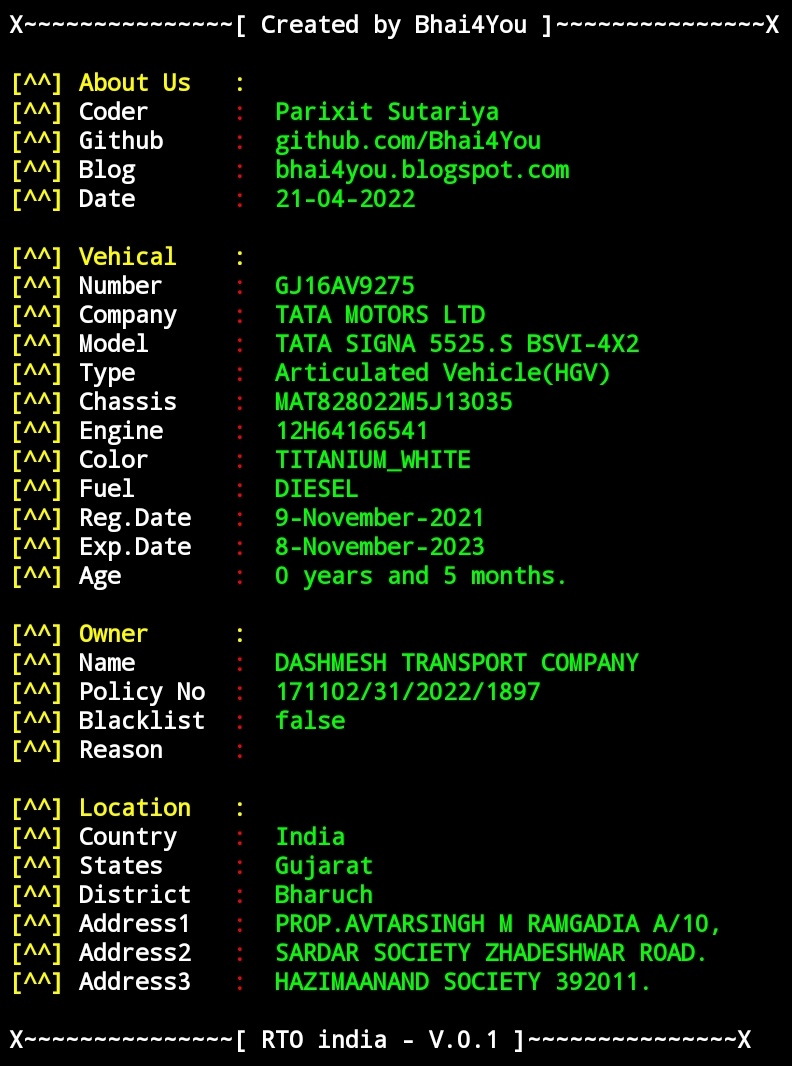 X~~~~~~~~~~~~~~~[ Created by Bhai4You ]~~~~~~~~~~~~~~~X
[^^] About Us   :
[^^] Coder      :  Parixit Sutariya
[^^] Github     :  github.com/Bhai4You
[^^] Blog       :  bhai4you.blogspot.com
[^^] Date       :  21-04-2022
[^^] Vehical    :
[^^] Number     :  GJ16AV9275
[^^] Company    :  TATA MOTORS LTD
[^^] Model      :  TATA SIGNA 5525.S BSVI-4X2
[^^] Type       :  Articulated Vehicle(HGV)
[^^] Chassis    :  MAT828022M5J13035
[^^] Engine     :  12H64166541
[^^] Color      :  TITANIUM_WHITE
[^^] Fuel       :  DIESEL
[^^] Reg.Date   :  9-November-2021
[^^] Exp.Date   :  8-November-2023
[^^] Age        :  0 years and 5 months.
[^^] Owner      :
[^^] Name       :  DASHMESH TRANSPORT COMPANY
[^^] Policy No  :  171102/31/2022/1897
[^^] Blacklist  :  false
[^^] Reason     :
[^^] Location   :
[^^] Country    :  India
[^^] States     :  Gujarat
[^^] District   :  Bharuch
[^^] Address1   :  PROP.AVTARSINGH M RAMGADIA A/10,
[^^] Address2   :  SARDAR SOCIETY ZHADESHWAR ROAD.
[^^] Address3   :  HAZIMAANAND SOCIETY 392011.
X~~~~~~~~~~~~~~~[ RTO india - V.0.1 ]~~~~~~~~~~~~~~~X